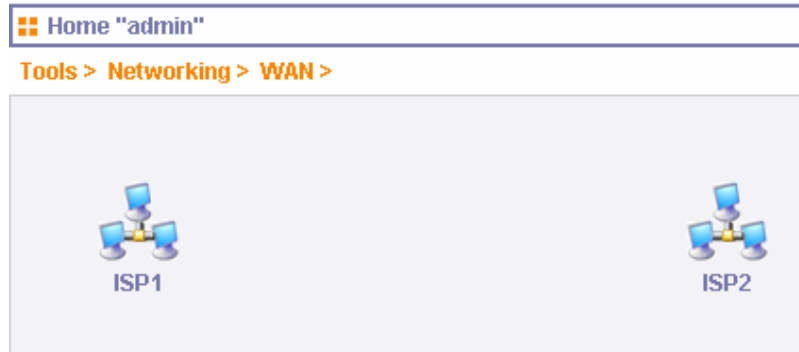 Home "admin"
Tools > Networking > WAN >
ISP1 ISP2